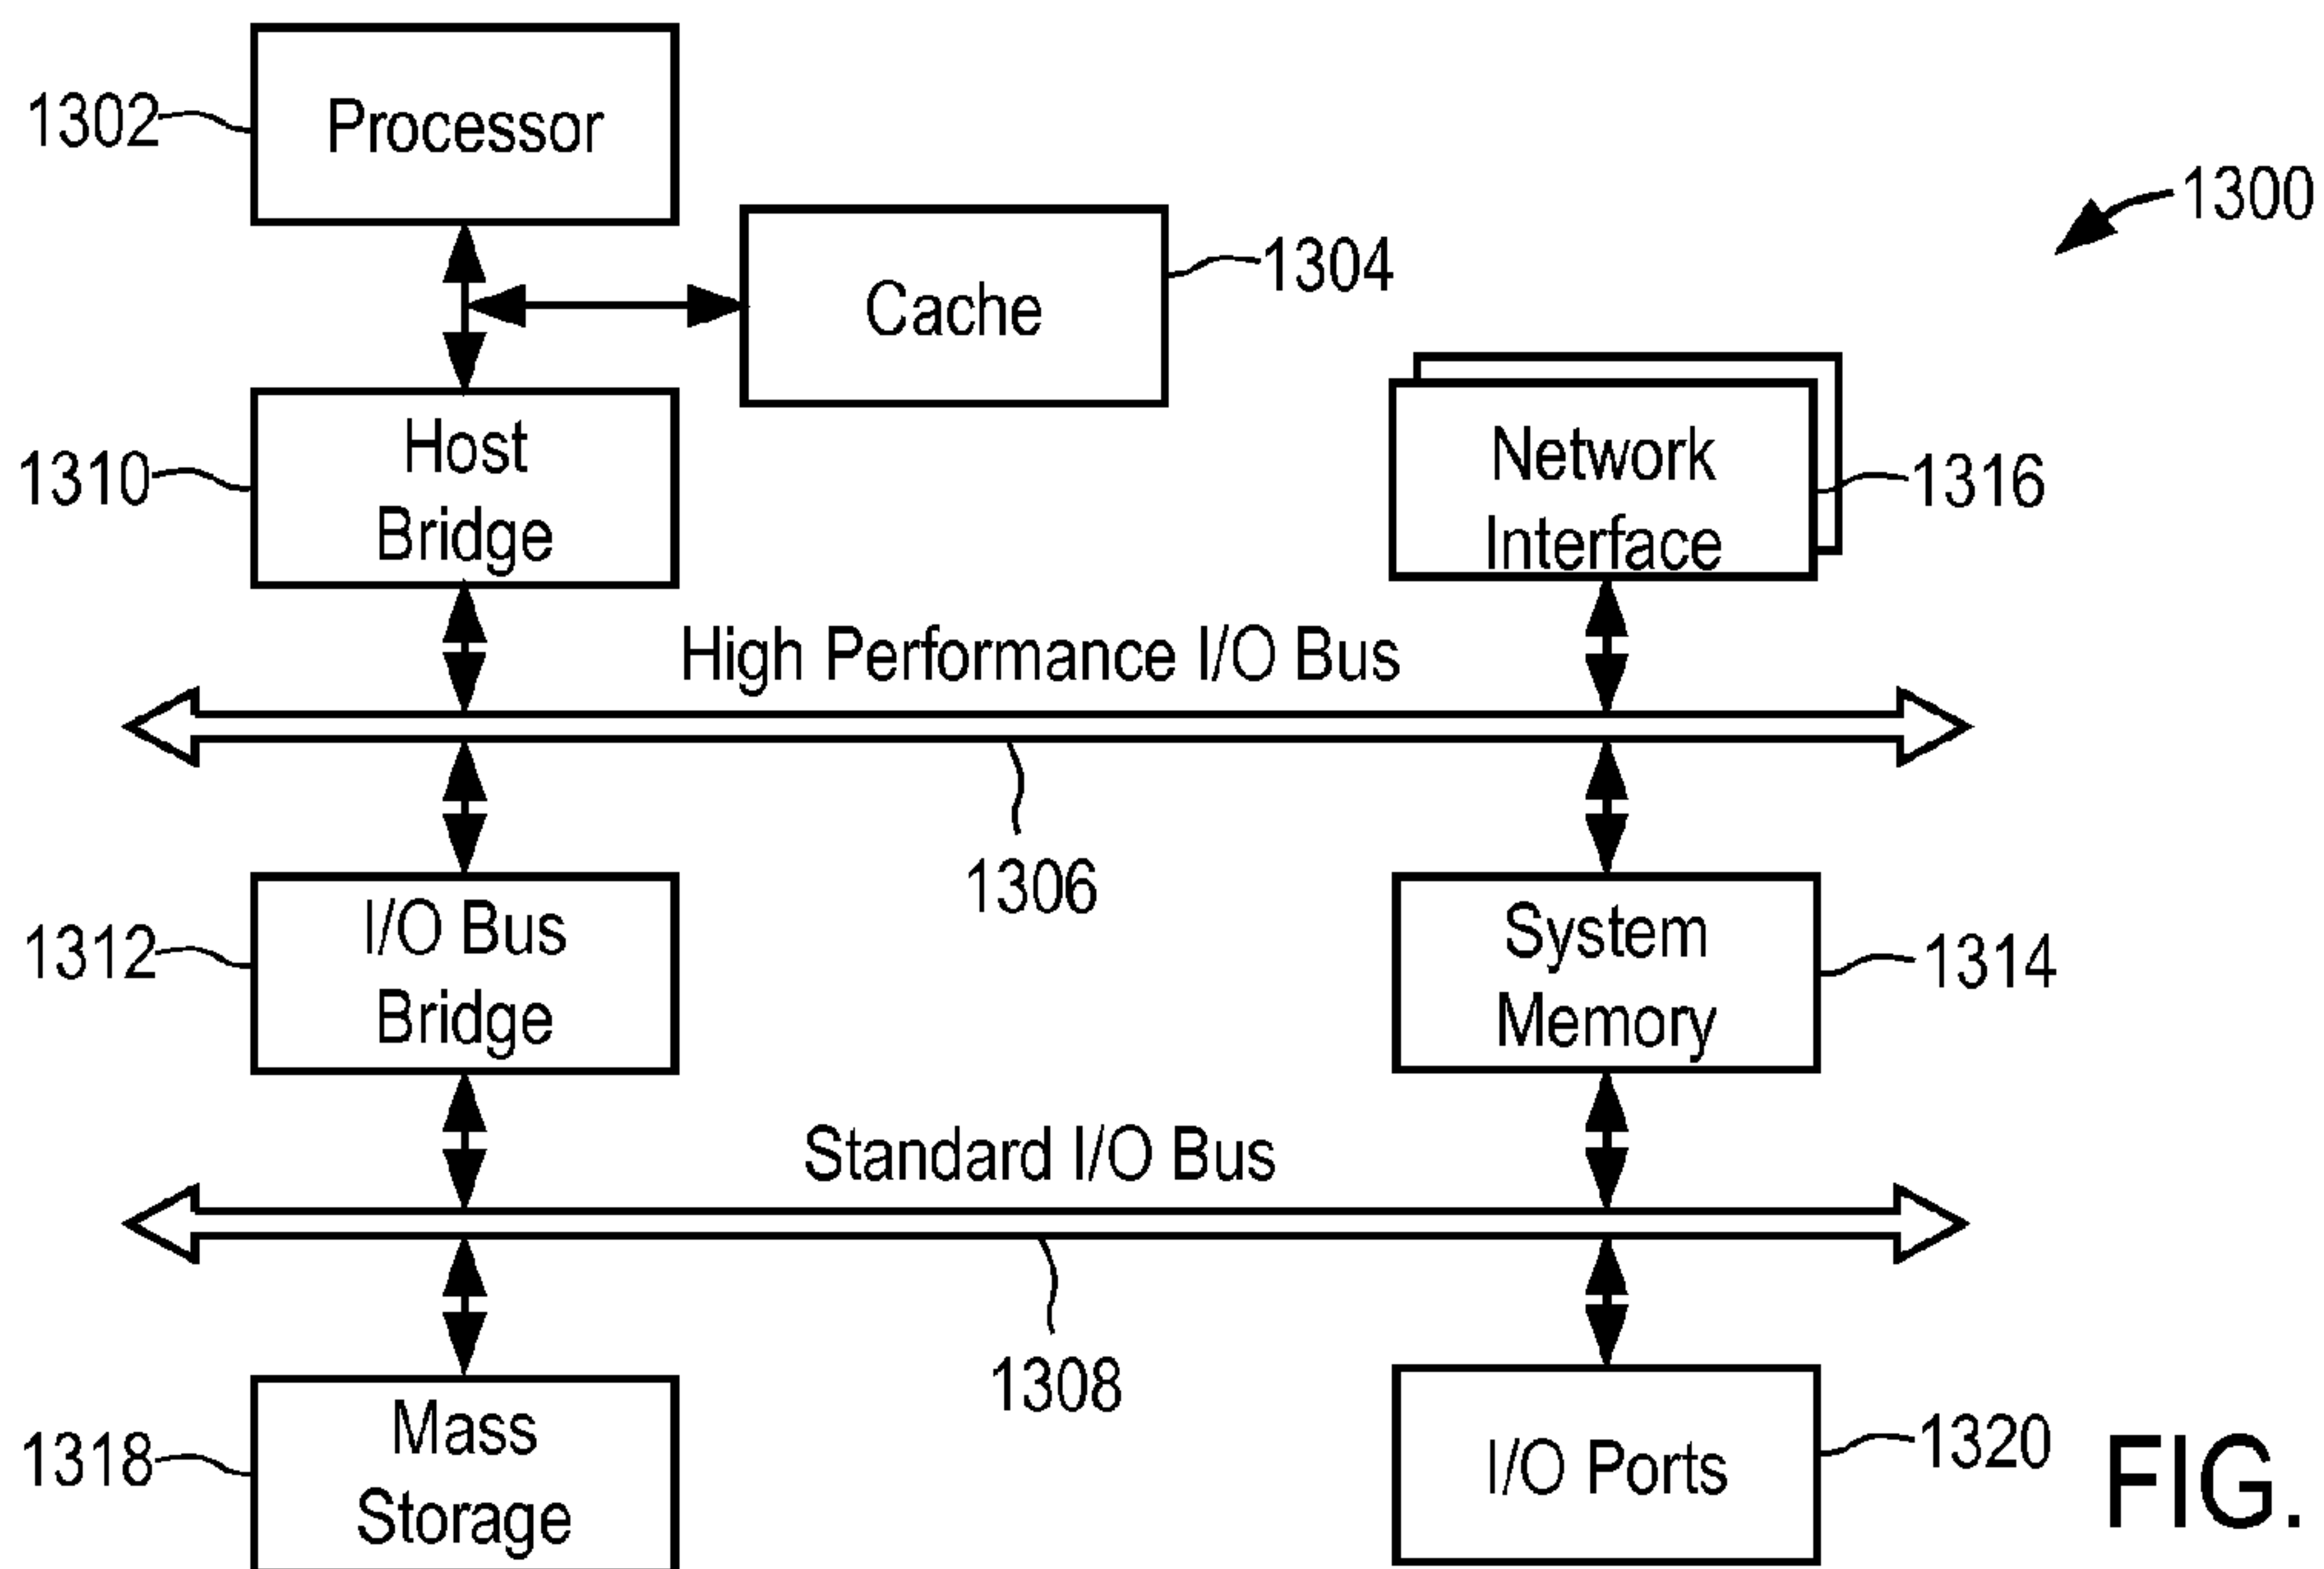 1302
Processor
1300
1304
Cache
1310
Host
Bridge
Network
Interface
1316
High Performance I/O Bus
1306
1312
I/O Bus
Bridge
System
Memory
1314
Standard I/O Bus
1308
1318
Mass
Storage
I/O Ports
1320
FIG.